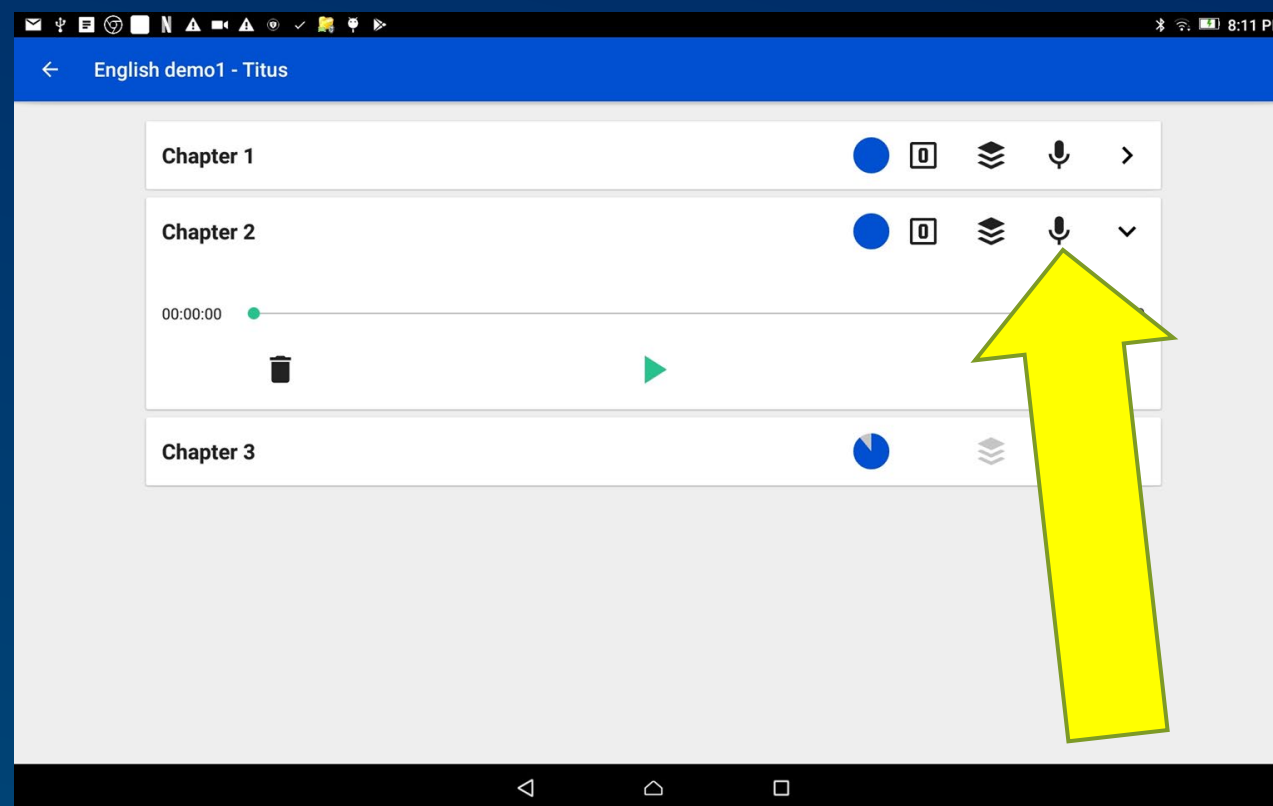 8:11 P
English demo1 - Titus
Chapter 1
0
Chapter 2
0
00:00:00
Chapter 3